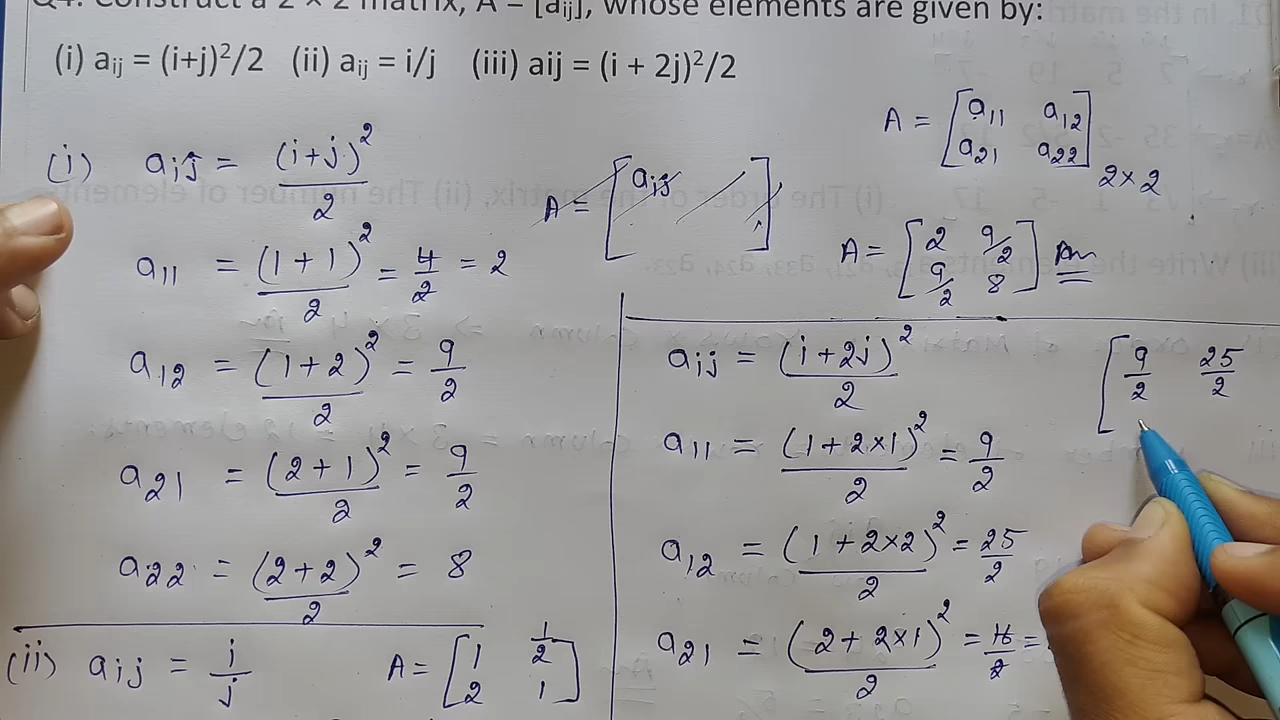 Q4. Construct a 2 × 2 matrix, A = [aij], whose elements are given by:
(i) aij = (i+j)²/2 (ii) aij = i/j (iii) aij = (i + 2j)²/2
(i) aij = (i+j)²/2
a11 = (1+1)²/2 = 4/2 = 2
a12 = (1+2)²/2 = 9/2
a21 = (2+1)²/2 = 9/2
a22 = (2+2)²/2 = 8
(ii) aij = i/j
A = [1 1/2
2 1]
A = [aij ]
A = [a11 a12
a21 a22] 2×2
A = [2 9/2
9/2 8] Ans
aij = (i+2j)²/2
a11 = (1+2×1)²/2 = 9/2
a12 = (1+2×2)²/2 = 25/2
a21 = (2+2×1)²/2 = 16/2 =
[9/2 25/2